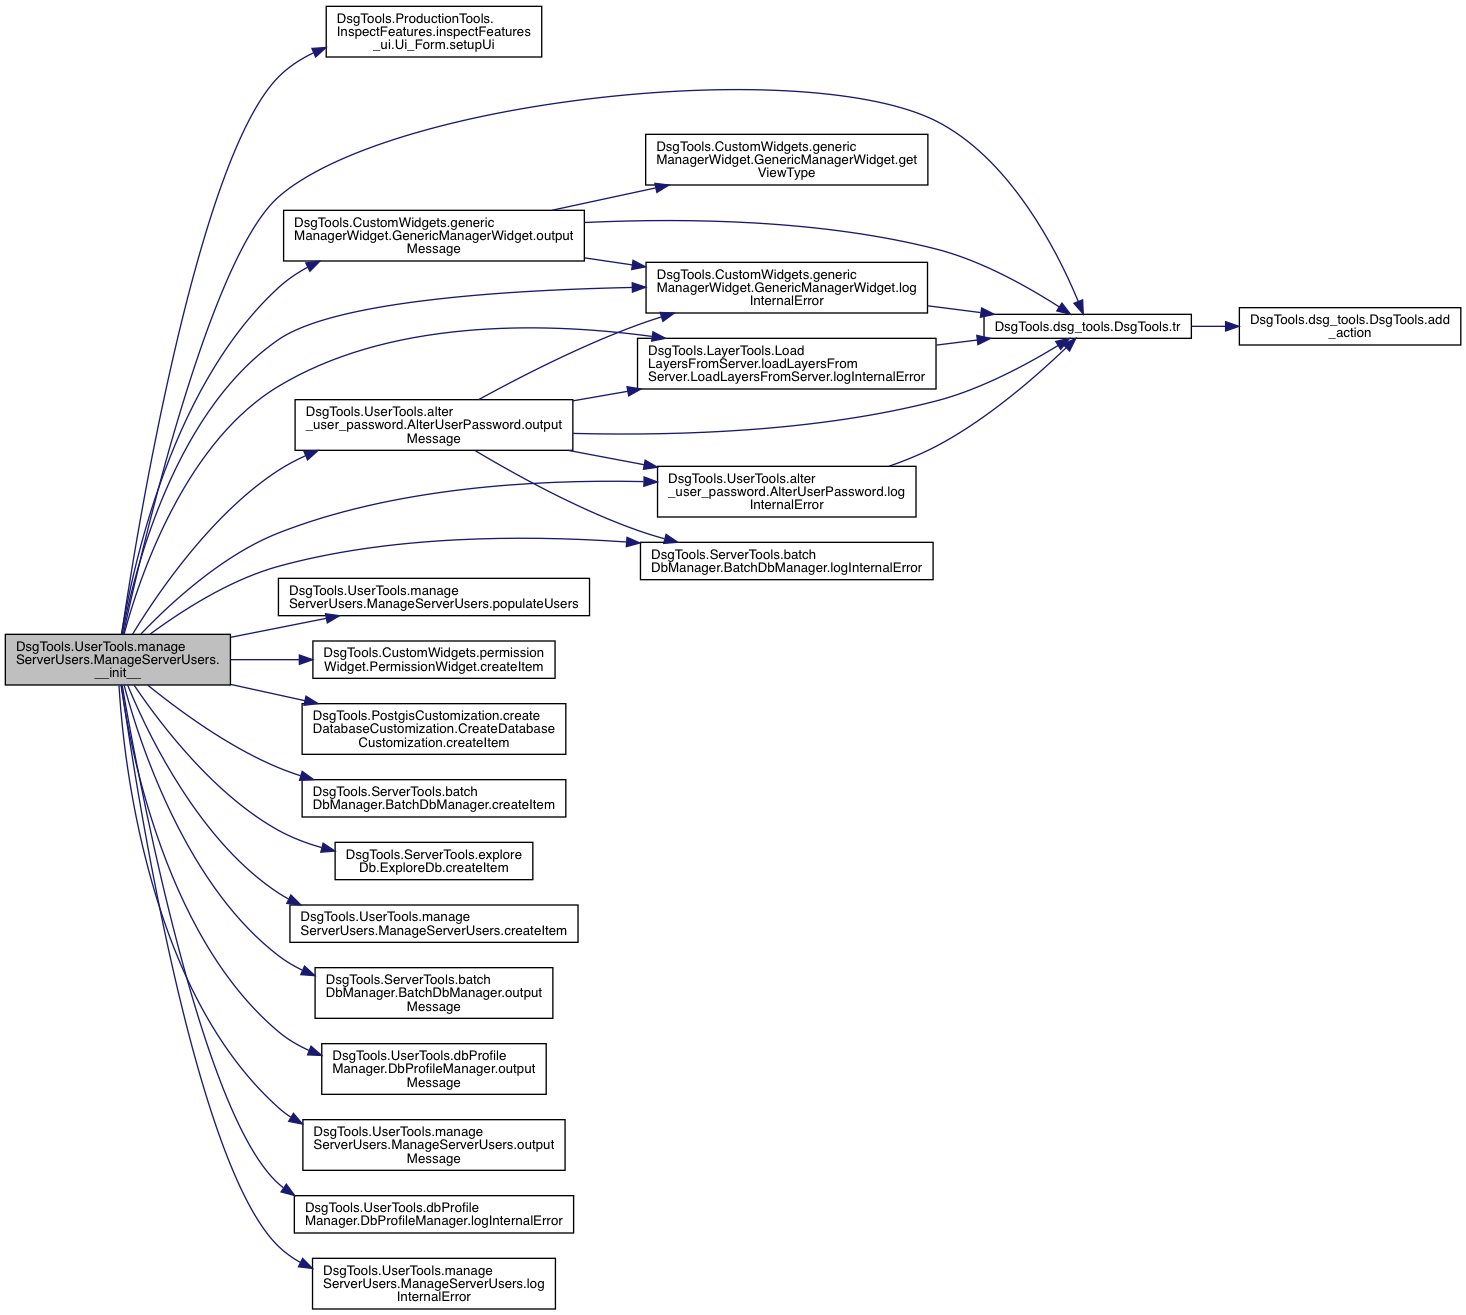 DsgTools.ProductionTools.
InspectFeatures.inspectFeatures
_ui.Ui_Form.setupUi
DsgTools.CustomWidgets.generic
ManagerWidget.GenericManagerWidget.get
ViewType
DsgTools.CustomWidgets.generic
ManagerWidget.GenericManagerWidget.output
Message
DsgTools.CustomWidgets.generic
ManagerWidget.GenericManagerWidget.log
InternalError
DsgTools.dsg_tools.DsgTools.tr
DsgTools.dsg_tools.DsgTools.add
_action
DsgTools.LayerTools.Load
LayersFromServer.loadLayersFrom
Server.LoadLayersFromServer.logInternalError
DsgTools.UserTools.alter
_user_password.AlterUserPassword.output
Message
DsgTools.UserTools.alter
_user_password.AlterUserPassword.log
InternalError
DsgTools.ServerTools.batch
DbManager.BatchDbManager.logInternalError
DsgTools.UserTools.manage
ServerUsers.ManageServerUsers.populateUsers
DsgTools.UserTools.manage
ServerUsers.ManageServerUsers.
__init__
DsgTools.CustomWidgets.permission
Widget.PermissionWidget.createItem
DsgTools.PostgisCustomization.create
DatabaseCustomization.CreateDatabase
Customization.createItem
DsgTools.ServerTools.batch
DbManager.BatchDbManager.createItem
DsgTools.ServerTools.explore
Db.ExploreDb.createItem
DsgTools.UserTools.manage
ServerUsers.ManageServerUsers.createItem
DsgTools.ServerTools.batch
DbManager.BatchDbManager.output
Message
DsgTools.UserTools.dbProfile
Manager.DbProfileManager.output
Message
DsgTools.UserTools.manage
ServerUsers.ManageServerUsers.output
Message
DsgTools.UserTools.dbProfile
Manager.DbProfileManager.logInternalError
DsgTools.UserTools.manage
ServerUsers.ManageServerUsers.log
InternalError